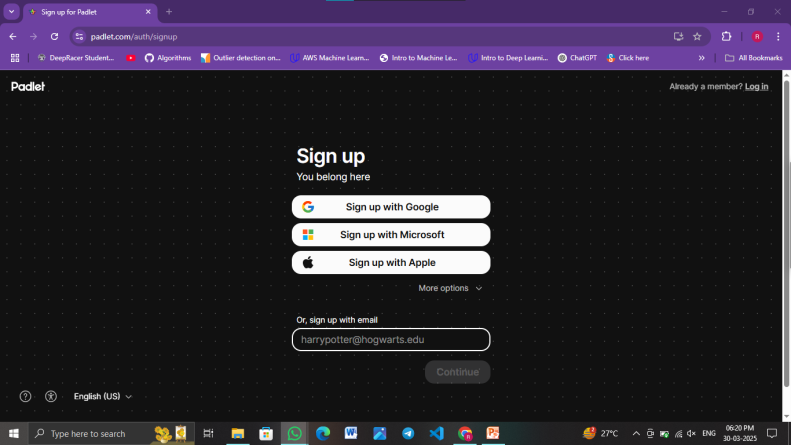 Sign up for Padlet
padlet.com/auth/signup
R
DeepRacer Student...
Algorithms
Outlier detection on...
AWS Machine Learn...
Intro to Machine Le...
Intro to Deep Learni...
ChatGPT
Click here
All Bookmarks
Padlet
Already a member? Log in
Sign up
You belong here
Sign up with Google
Sign up with Microsoft
Sign up with Apple
More options
Or, sign up with email
harrypotter@hogwarts.edu
Continue
English (US)
Type here to search
27°C
ENG
06:20 PM
30-03-2025